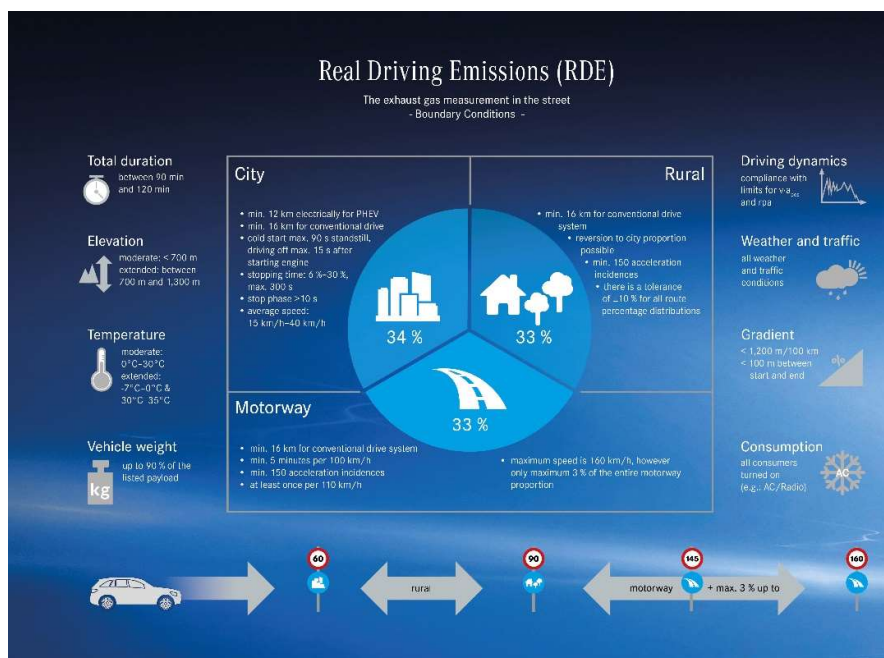 Real Driving Emissions (RDE)
The exhaust gas measurement in the street
- Boundary Conditions -
Total duration
between 90 min
and 120 min
Elevation
moderate: < 700 m
extended: between
700 m and 1,300 m
Temperature
moderate:
0°C–30°C
extended:
-7°C–0°C &
30°C 35°C
Vehicle weight
up to 90 % of the
listed payload
kg
City
• min. 12 km electrically for PHEV
• min. 16 km for conventional drive
• cold start max. 90 s standstill,
driving off max. 15 s after
starting engine
• stopping time: 6 %–30 %,
max. 300 s
• stop phase >10 s
• average speed:
15 km/h–40 km/h
34 %
Rural
• min. 16 km for conventional drive
system
• reversion to city proportion
possible
• min. 150 acceleration
incidences
• there is a tolerance
of 10 % for all route
percentage distributions
33 %
Motorway
33 %
• min. 16 km for conventional drive system
• min. 5 minutes per 100 km/h
• min. 150 acceleration incidences
• at least once per 110 km/h
• maximum speed is 160 km/h, however
only maximum 3 % of the entire motorway
proportion
Driving dynamics
compliance with
limits for v·apos
and rpa
Weather and traffic
all weather
and traffic
conditions
Gradient
< 1,200 m/100 km
< 100 m between
start and end
%
Consumption
all consumers
turned on
(e.g.: AC/Radio)
AC
60
rural
90
motorway
145
+ max. 3 % up to
160